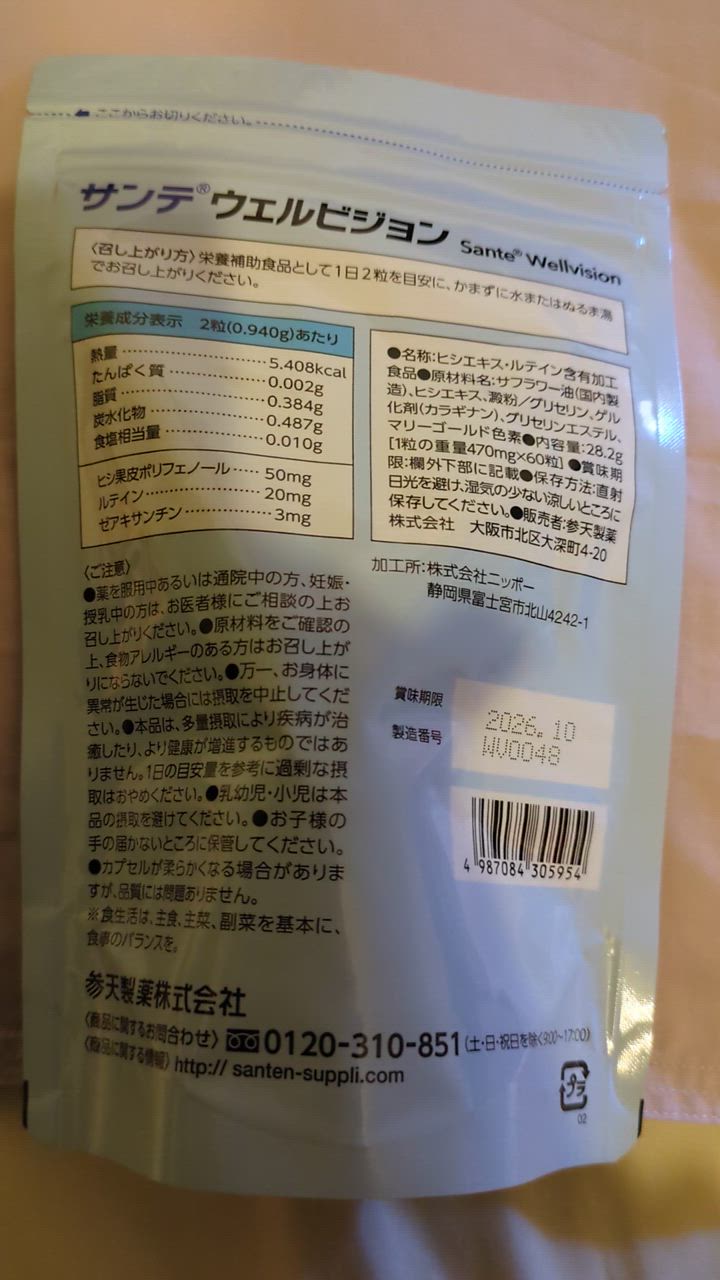 ここからお切りください。
サンテ®ウェルビジョン Sante® Wellvision
〈召し上がり方〉栄養補助食品として1日2粒を目安に、かまずに水またはぬるま湯
でお召し上がりください。
栄養成分表示 2粒(0.940g)あたり
熱量……………5.408kcal
たんぱく質……………0.002g
脂質……………0.384g
炭水化物……………0.487g
食塩相当量……………0.010g
ヒシ果皮ポリフェノール……50mg
ルテイン……………20mg
ゼアキサンチン……………3mg
●名称:ヒシエキス・ルテイン含有加工
食品●原材料名:サフラワー油(国内製
造)、ヒシエキス、澱粉/グリセリン、ゲル
化剤(カラギナン)、グリセリンエステル、
マリーゴールド色素●内容量:28.2g
[1粒の重量470mg×60粒] ●賞味期
限:欄外下部に記載●保存方法:直射
日光を避け、湿気の少ない涼しいところに
保存してください。●販売者:参天製薬
株式会社 大阪市北区大深町4-20
加工所:株式会社ニッポー
静岡県富士宮市北山4242-1
〈ご注意〉
●薬を服用中あるいは通院中の方、妊娠・
授乳中の方は、お医者様にご相談の上お
召し上がりください。●原材料をご確認の
上、食物アレルギーのある方はお召し上が
りにならないでください。●万一、お身体に
異常が生じた場合には摂取を中止してくだ
さい。●本品は、多量摂取により疾病が治
癒したり、より健康が増進するものではあ
りません。1日の目安量を参考に過剰な摂
取はおやめください。●乳幼児・小児は本
品の摂取を避けてください。●お子様の
手の届かないところに保管してください。
●カプセルが柔らかくなる場合がありま
すが、品質には問題ありません。
※食生活は、主食、主菜、副菜を基本に、
食事のバランスを。
賞味期限 2026.10
製造番号 WV0048
4 987084 305954
参天製薬株式会社
〈商品に関するお問合わせ〉 0120-310-851(土・日・祝日を除く9:00~17:00)
〈商品に関する情報〉http:// santen-suppli.com
プラ
02